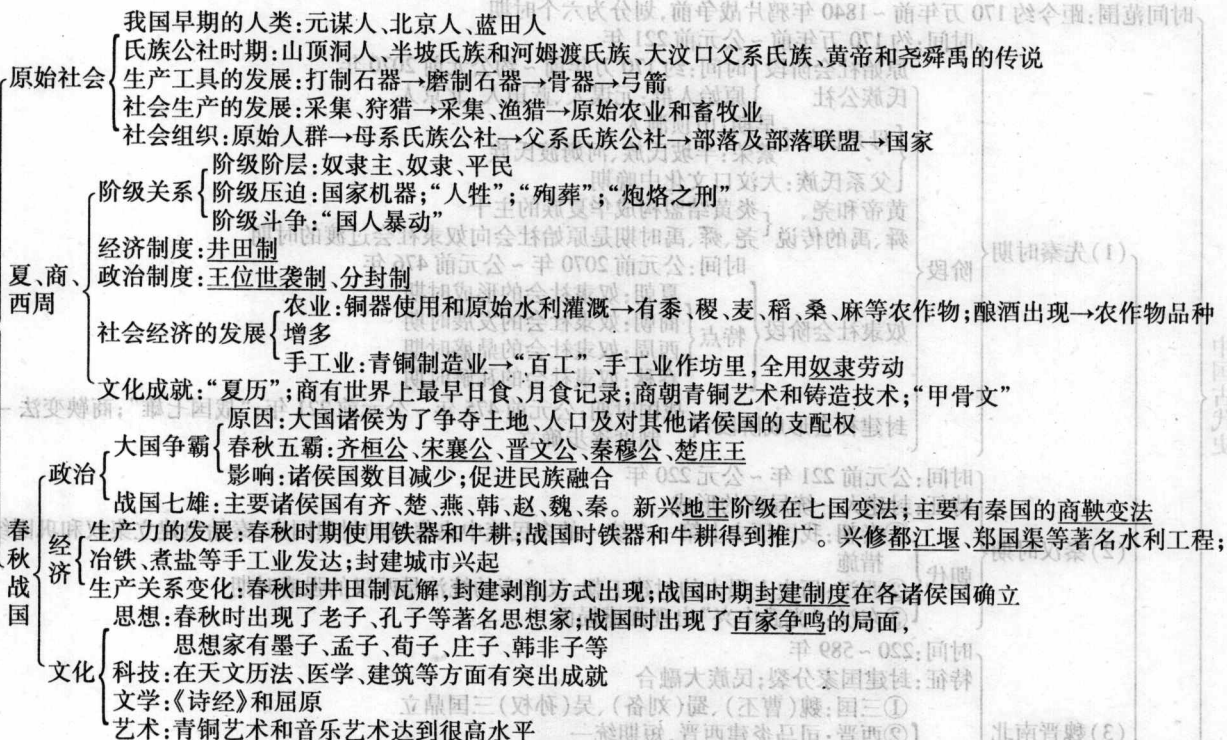 我国早期的人类:元谋人、北京人、蓝田人
氏族公社时期:山顶洞人、半坡氏族和河姆渡氏族、大汶口父系氏族、黄帝和尧舜禹的传说
原始社会
生产工具的发展:打制石器→磨制石器→骨器→弓箭
社会生产的发展:采集、狩猎→采集、渔猎→原始农业和畜牧业
社会组织:原始人群→母系氏族公社→父系氏族公社→部落及部落联盟→国家
阶级阶层:奴隶主、奴隶、平民
阶级关系
阶级压迫:国家机器;“人牲”;“殉葬”;“炮烙之刑”
阶级斗争:“国人暴动”
经济制度:井田制
夏、商、西周
政治制度:王位世袭制、分封制
农业:铜器使用和原始水利灌溉→有黍、稷、麦、稻、桑、麻等农作物;酿酒出现→农作物品种
社会经济的发展
增多
手工业:青铜制造业→“百工”、手工业作坊里,全用奴隶劳动
文化成就:“夏历”;商有世界上最早日食、月食记录;商朝青铜艺术和铸造技术;“甲骨文”
原因:大国诸侯为了争夺土地、人口及对其他诸侯国的支配权
大国争霸
春秋五霸:齐桓公、宋襄公、晋文公、秦穆公、楚庄王
政治
影响:诸侯国数目减少;促进民族融合
战国七雄:主要诸侯国有齐、楚、燕、韩、赵、魏、秦。新兴地主阶级在七国变法;主要有秦国的商鞅变法
春秋战国
经济
生产力的发展:春秋时期使用铁器和牛耕;战国时铁器和牛耕得到推广。兴修都江堰、郑国渠等著名水利工程;
冶铁、煮盐等手工业发达;封建城市兴起
生产关系变化:春秋时井田制瓦解,封建剥削方式出现;战国时期封建制度在各诸侯国确立
思想:春秋时出现了老子、孔子等著名思想家;战国时出现了百家争鸣的局面,
思想家有墨子、孟子、荀子、庄子、韩非子等
文化
科技:在天文历法、医学、建筑等方面有突出成就
文学:《诗经》和屈原
艺术:青铜艺术和音乐艺术达到很高水平